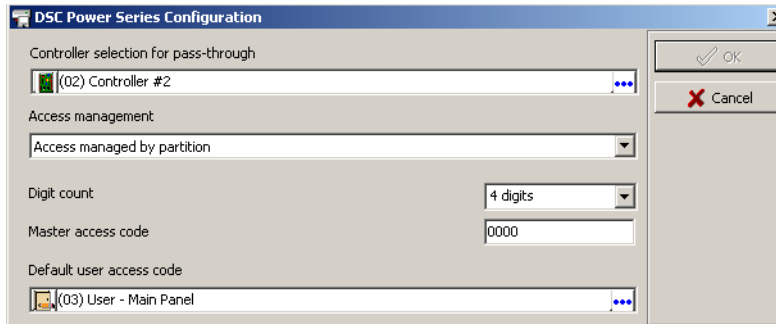 DSC Power Series Configuration
Controller selection for pass-through
(02) Controller #2
Access management
Access managed by partition
Digit count
4 digits
Master access code
0000
Default user access code
(03) User - Main Panel
OK
Cancel